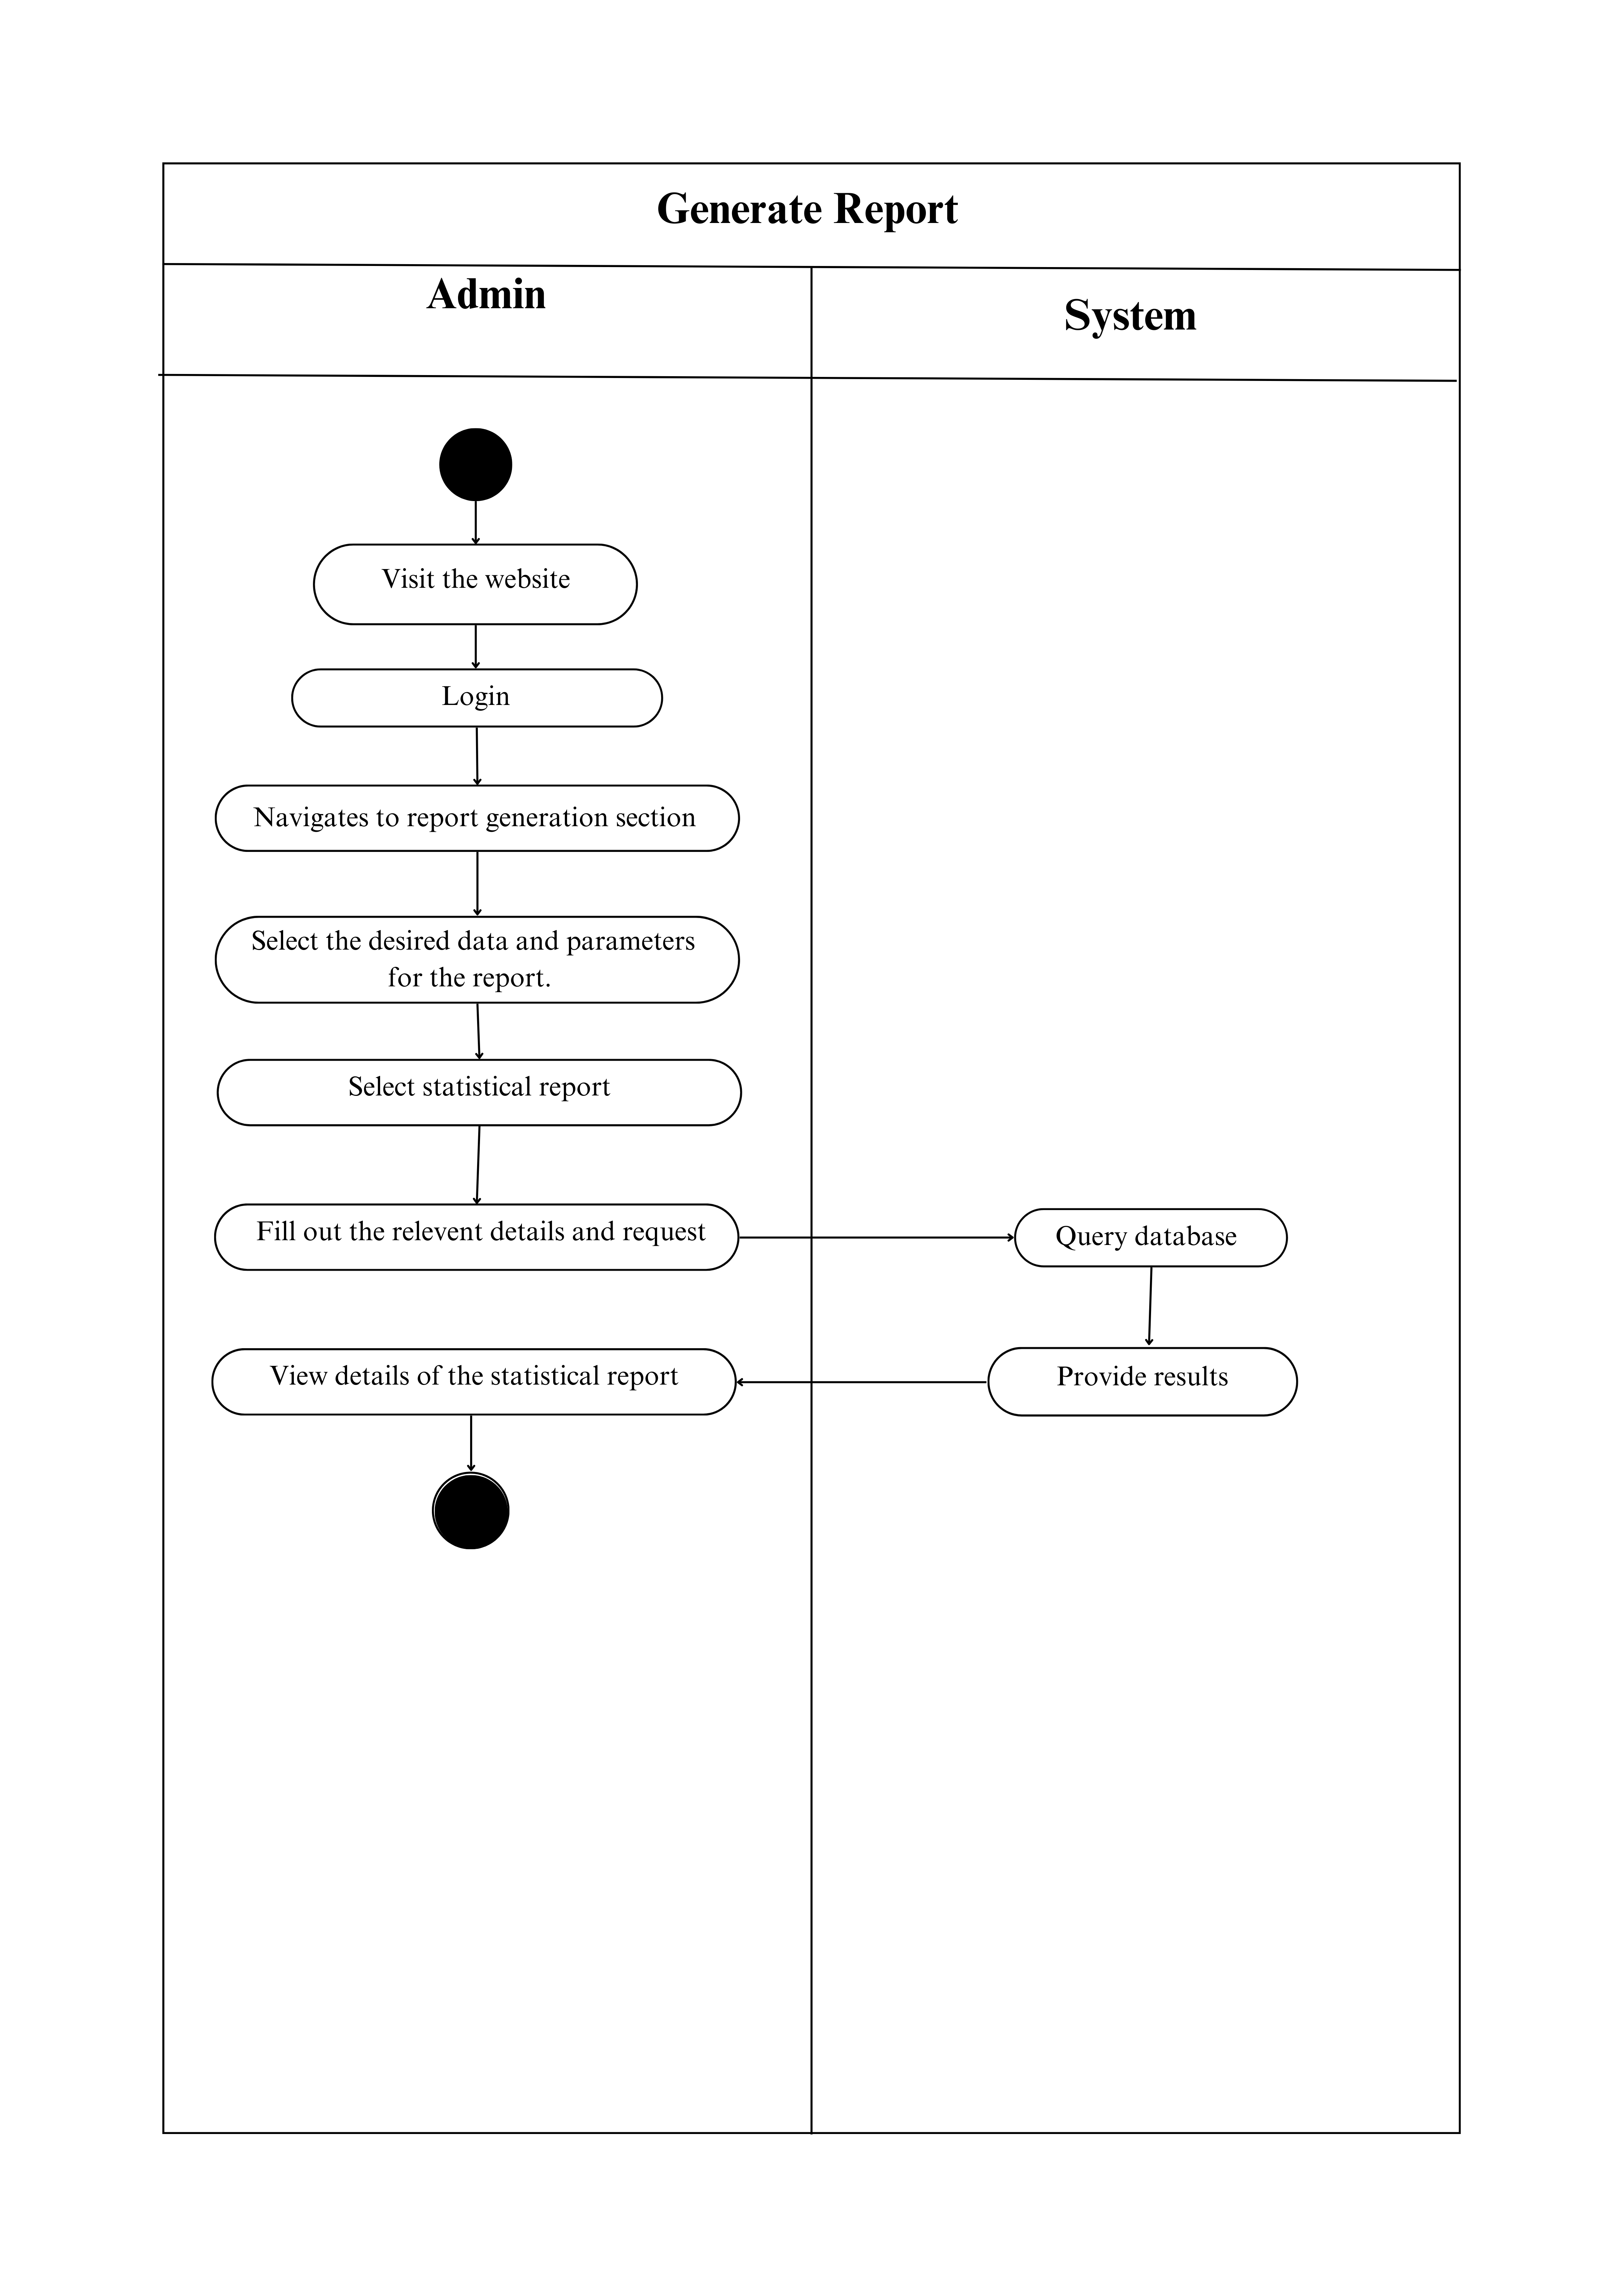 Generate Report
Admin
System
Visit the website
Login
Navigates to report generation section
Select the desired data and parameters
for the report.
Select statistical report
Fill out the relevent details and request
Query database
View details of the statistical report
Provide results